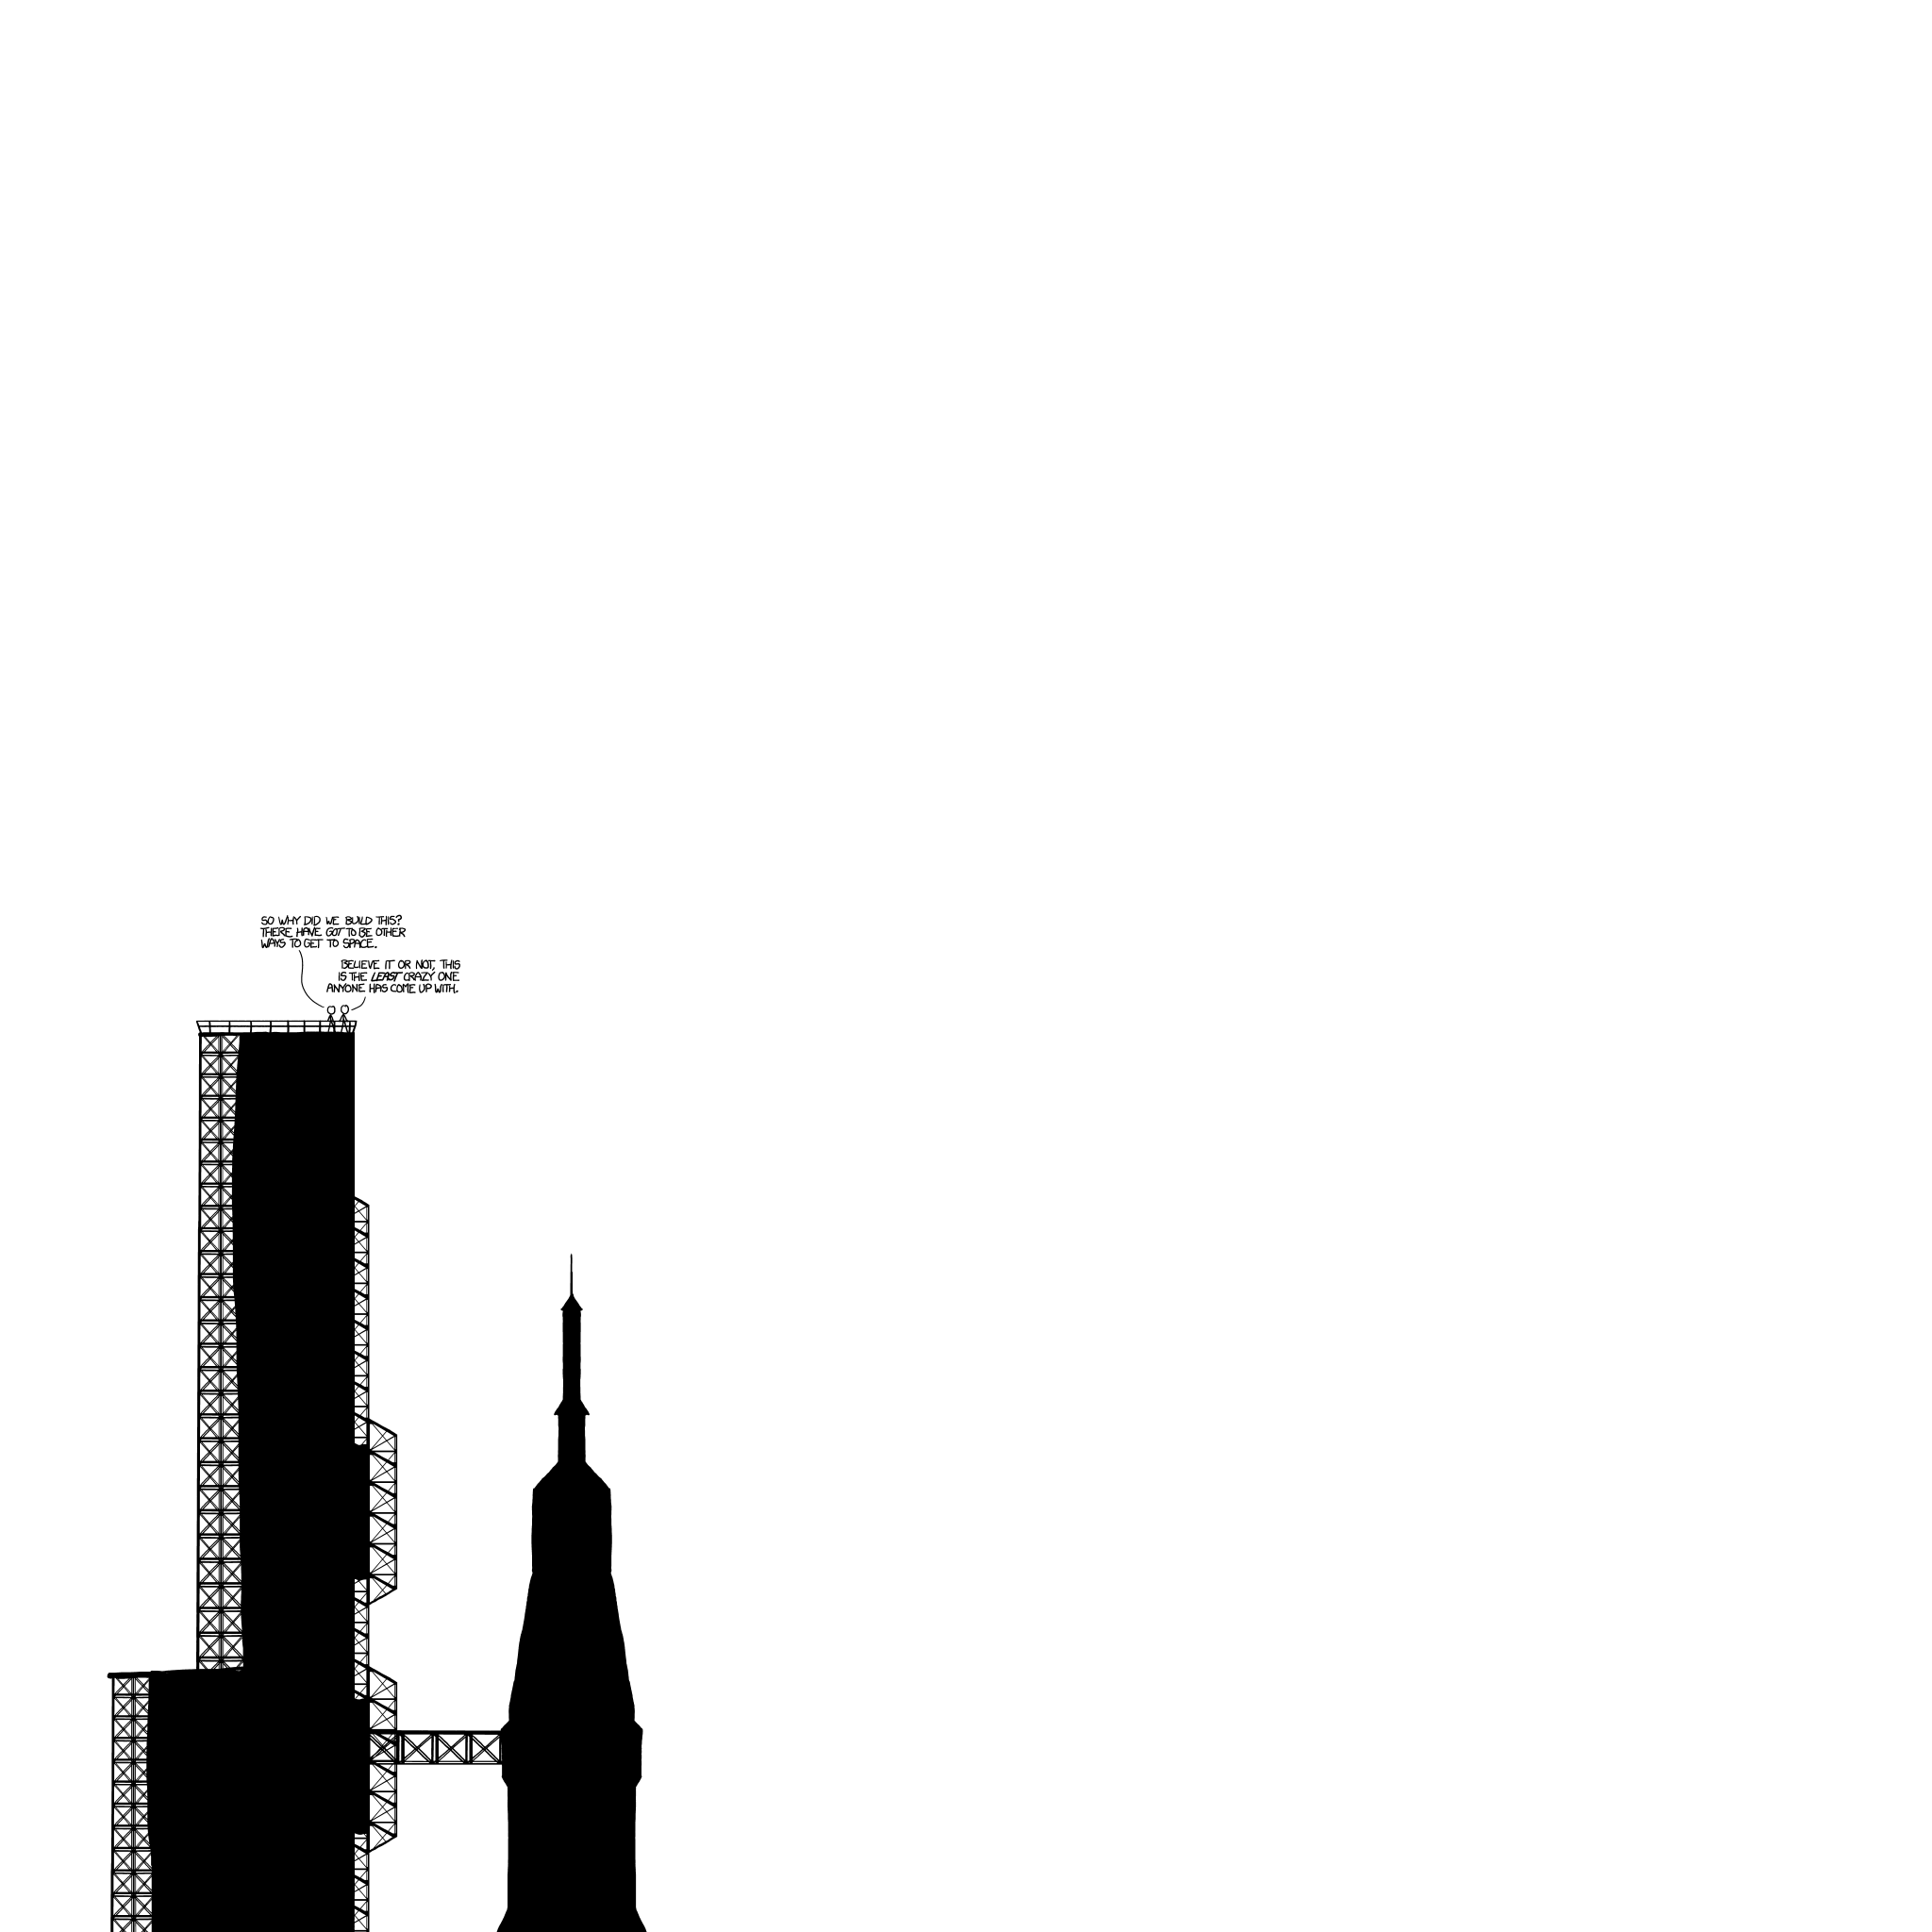 SO WHY DID WE BUILD THIS?
THERE HAVE GOT TO BE OTHER
WAYS TO GET TO SPACE.
BELIEVE IT OR NOT, THIS
IS THE LEAST CRAZY ONE
ANYONE HAS COME UP WITH.